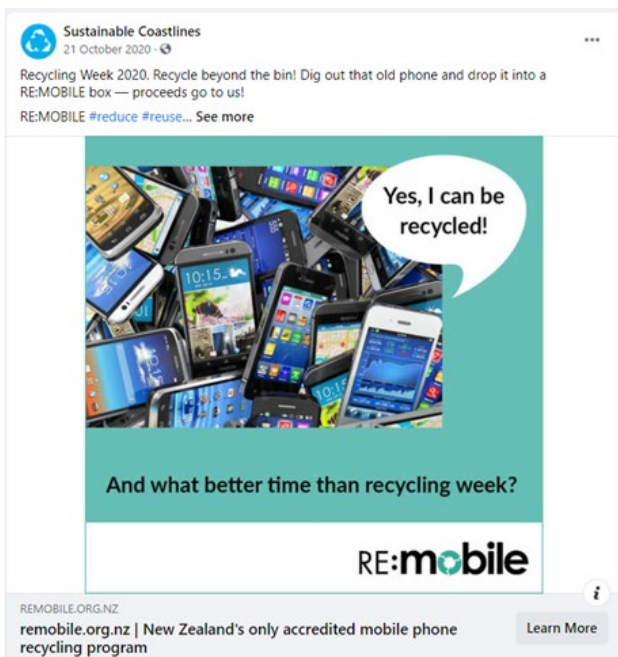 Sustainable Coastlines
21 October 2020 ·
Recycling Week 2020. Recycle beyond the bin! Dig out that old phone and drop it into a
RE:MOBILE box — proceeds go to us!
RE:MOBILE #reduce #reuse... See more
Yes, I can be
recycled!
10:15
And what better time than recycling week?
RE:mobile
REMOBILE.ORG.NZ
remobile.org.nz | New Zealand's only accredited mobile phone
recycling program
Learn More